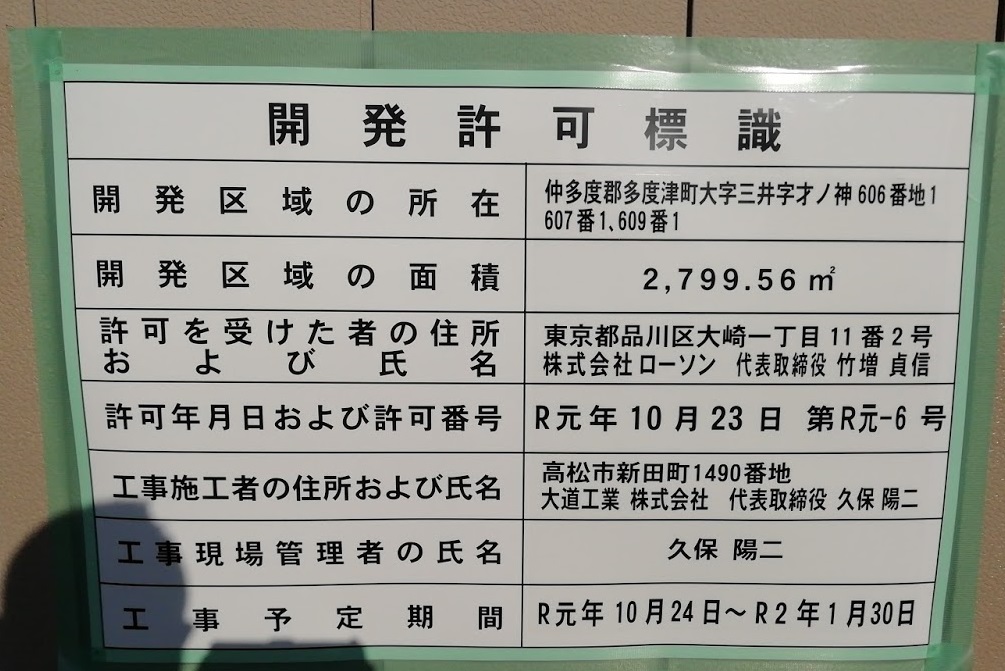 開発許可標識
開発区域の所在
仲多度郡多度津町大字三井字才ノ神606番地1
607番1、609番1
開発区域の面積
2,799.56㎡
許可を受けた者の住所
および氏名
東京都品川区大崎一丁目11番2号
株式会社ローソン 代表取締役 竹増 貞信
許可年月日および許可番号
R元年10月23日 第R元-6号
工事施工者の住所および氏名
高松市新田町1490番地
大道工業 株式会社 代表取締役 久保 陽二
工事現場管理者の氏名
久保 陽二
工事予定期間
R元年10月24日～R2年1月30日